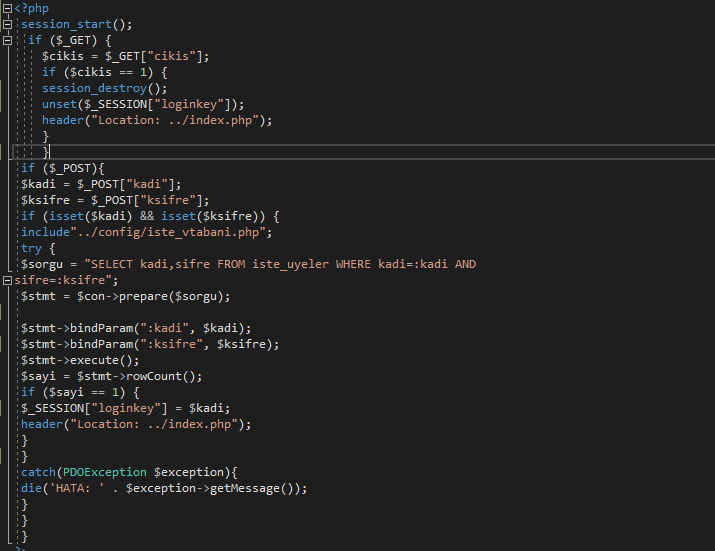 <?php
session_start();
if ($_GET) {
$cikis = $_GET["cikis"];
if ($cikis == 1) {
session_destroy();
unset($_SESSION["loginkey"]);
header("Location: ../index.php");
}
}
if ($_POST){
$kadi = $_POST["kadi"];
$ksifre = $_POST["ksifre"];
if (isset($kadi) && isset($ksifre)) {
include"../config/iste_vtabani.php";
try {
$sorgu = "SELECT kadi,sifre FROM iste_uyeler WHERE kadi=:kadi AND
sifre=:ksifre";
$stmt = $con->prepare($sorgu);
$stmt->bindParam(":kadi", $kadi);
$stmt->bindParam(":ksifre", $ksifre);
$stmt->execute();
$sayi = $stmt->rowCount();
if ($sayi == 1) {
$_SESSION["loginkey"] = $kadi;
header("Location: ../index.php");
}
}
catch(PDOException $exception){
die('HATA: ' . $exception->getMessage());
}
}
}
?>